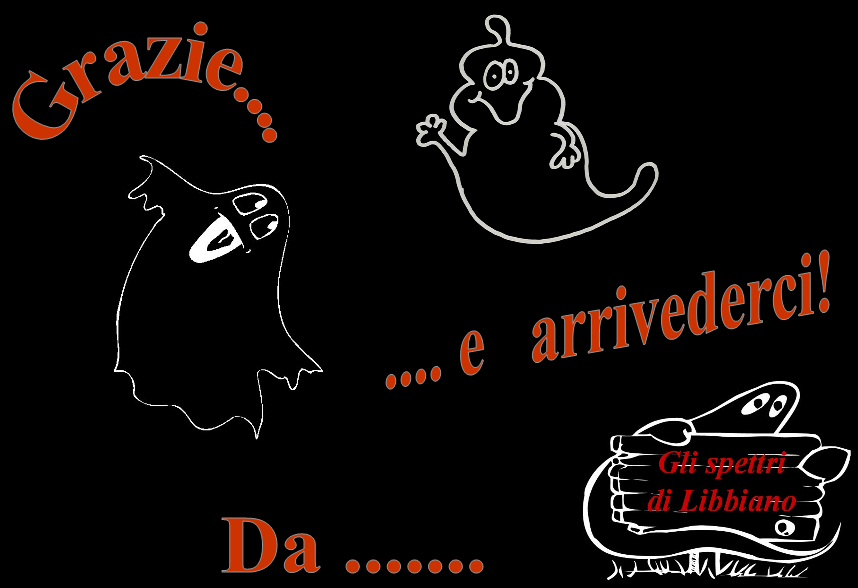 Grazie....
.... e arrivederci!
Da .......
Gli spettri
di Libbiano